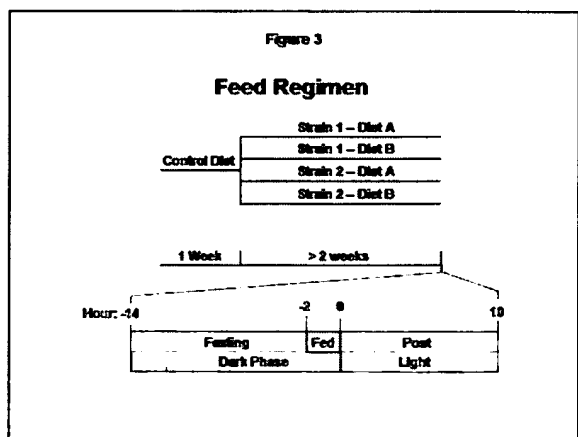 Figure 3
Feed Regimen
Strain 1 – Diet A
Strain 1 – Diet B
Control Diet
Strain 2 – Diet A
Strain 2 – Diet B
1 Week > 2 weeks
Hour: -14 -2 0 10
Fasting Fed Post
Dark Phase Light